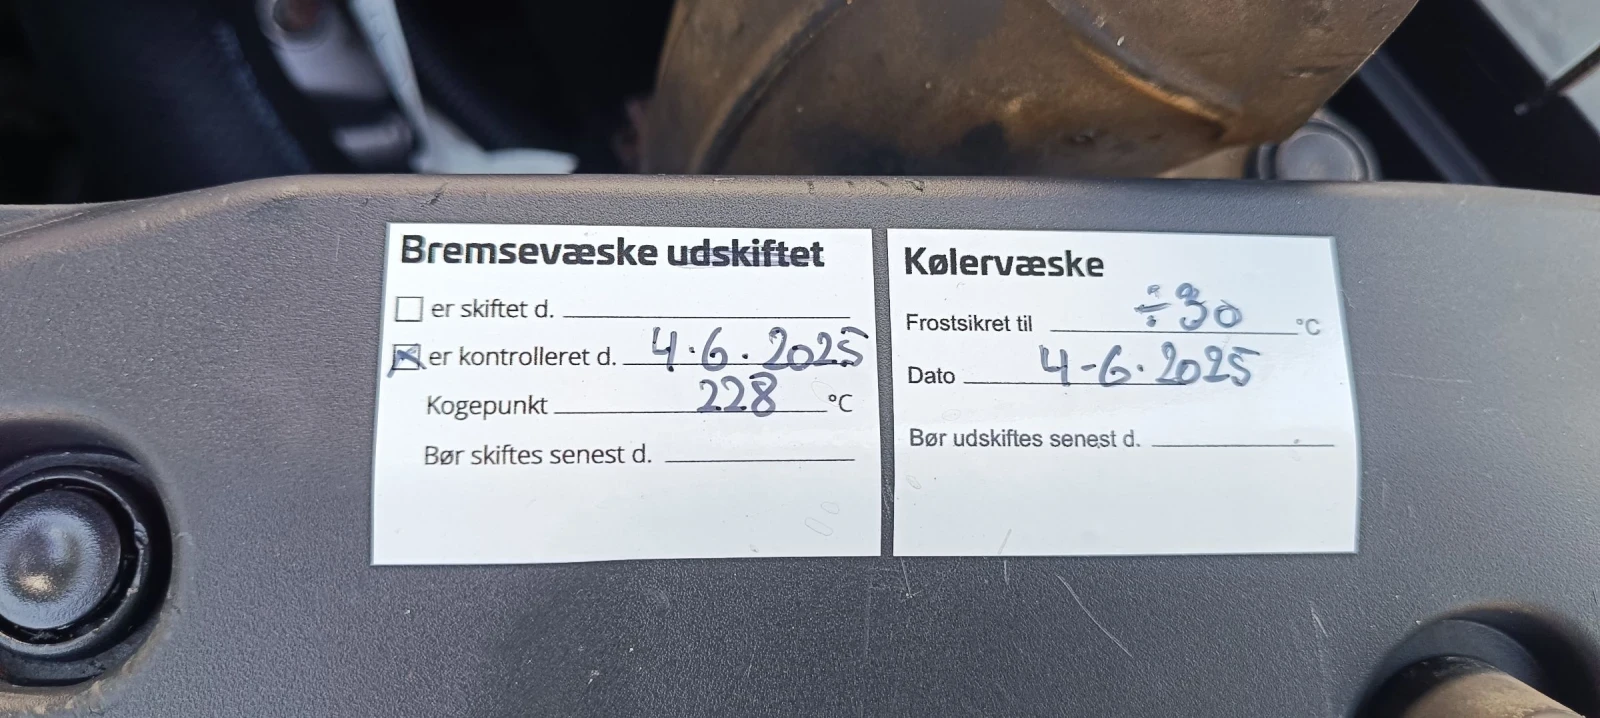 Bremsevæske udskiftet
er skiftet d.
er kontrolleret d. 4.6.2025
Kogepunkt 228 °C
Bør skiftes senest d.
Kølervæske
Frostsikret til ÷30 °C
Dato 4-6.2025
Bør udskiftes senest d.